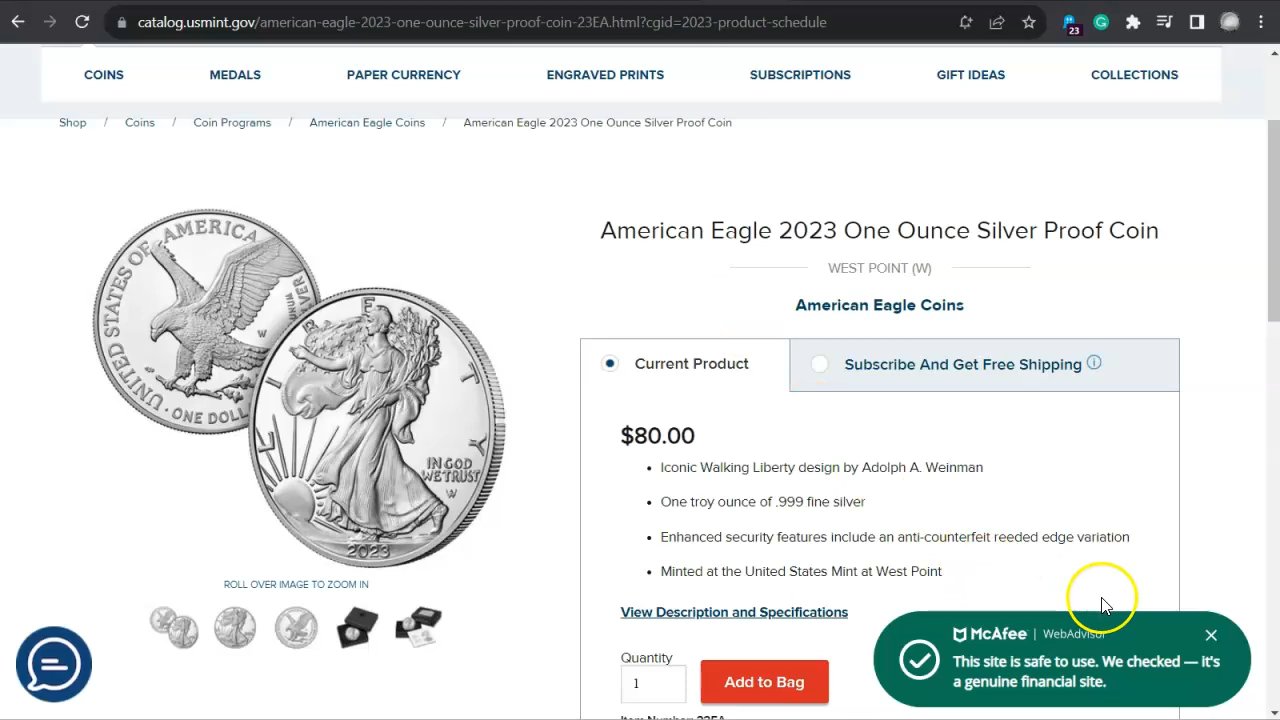 catalog.usmint.gov/american-eagle-2023-one-ounce-silver-proof-coin-23EA.html?cgid=2023-product-schedule
23
COINS MEDALS PAPER CURRENCY ENGRAVED PRINTS SUBSCRIPTIONS GIFT IDEAS COLLECTIONS
Shop / Coins / Coin Programs / American Eagle Coins / American Eagle 2023 One Ounce Silver Proof Coin
UNITED STATES OF AMERICA
W
ONE DOLL
LIBERTY
IN GOD
WE TRUST
W
2023
ROLL OVER IMAGE TO ZOOM IN
American Eagle 2023 One Ounce Silver Proof Coin
WEST POINT (W)
American Eagle Coins
Current Product
Subscribe And Get Free Shipping
$80.00
• Iconic Walking Liberty design by Adolph A. Weinman
• One troy ounce of .999 fine silver
• Enhanced security features include an anti-counterfeit reeded edge variation
• Minted at the United States Mint at West Point
View Description and Specifications
Quantity
1
Add to Bag
McAfee | WebAdvisor
This site is safe to use. We checked — it's
a genuine financial site.